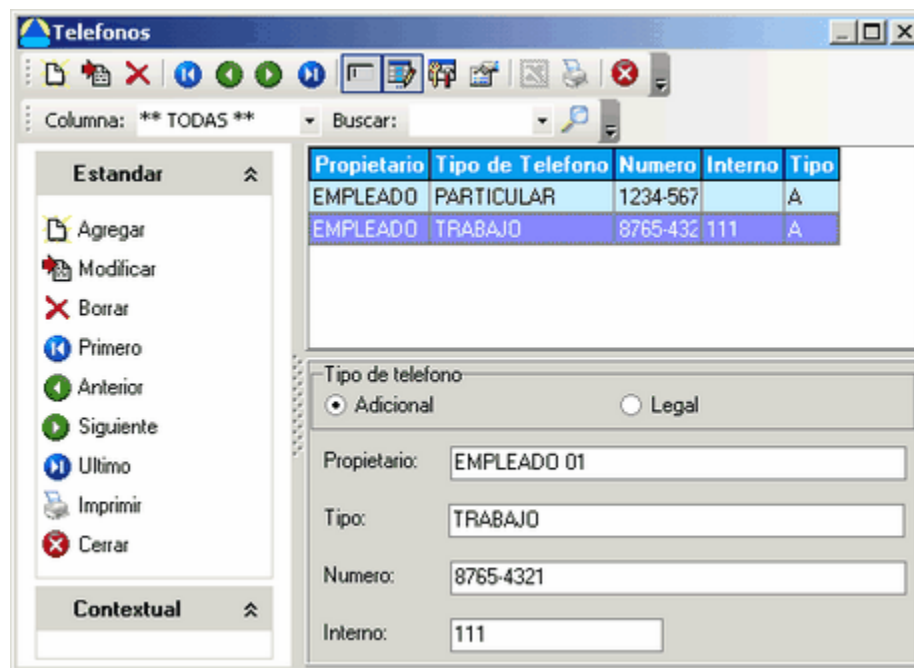 Telefonos
Columna: ** TODAS ** Buscar:
Estandar
Agregar
Modificar
Borrar
Primero
Anterior
Siguiente
Ultimo
Imprimir
Cerrar
Contextual
Propietario Tipo de Telefono Numero Interno Tipo
EMPLEADO PARTICULAR 1234-567 A
EMPLEADO TRABAJO 8765-432 111 A
Tipo de telefono
Adicional Legal
Propietario: EMPLEADO 01
Tipo: TRABAJO
Numero: 8765-4321
Interno: 111